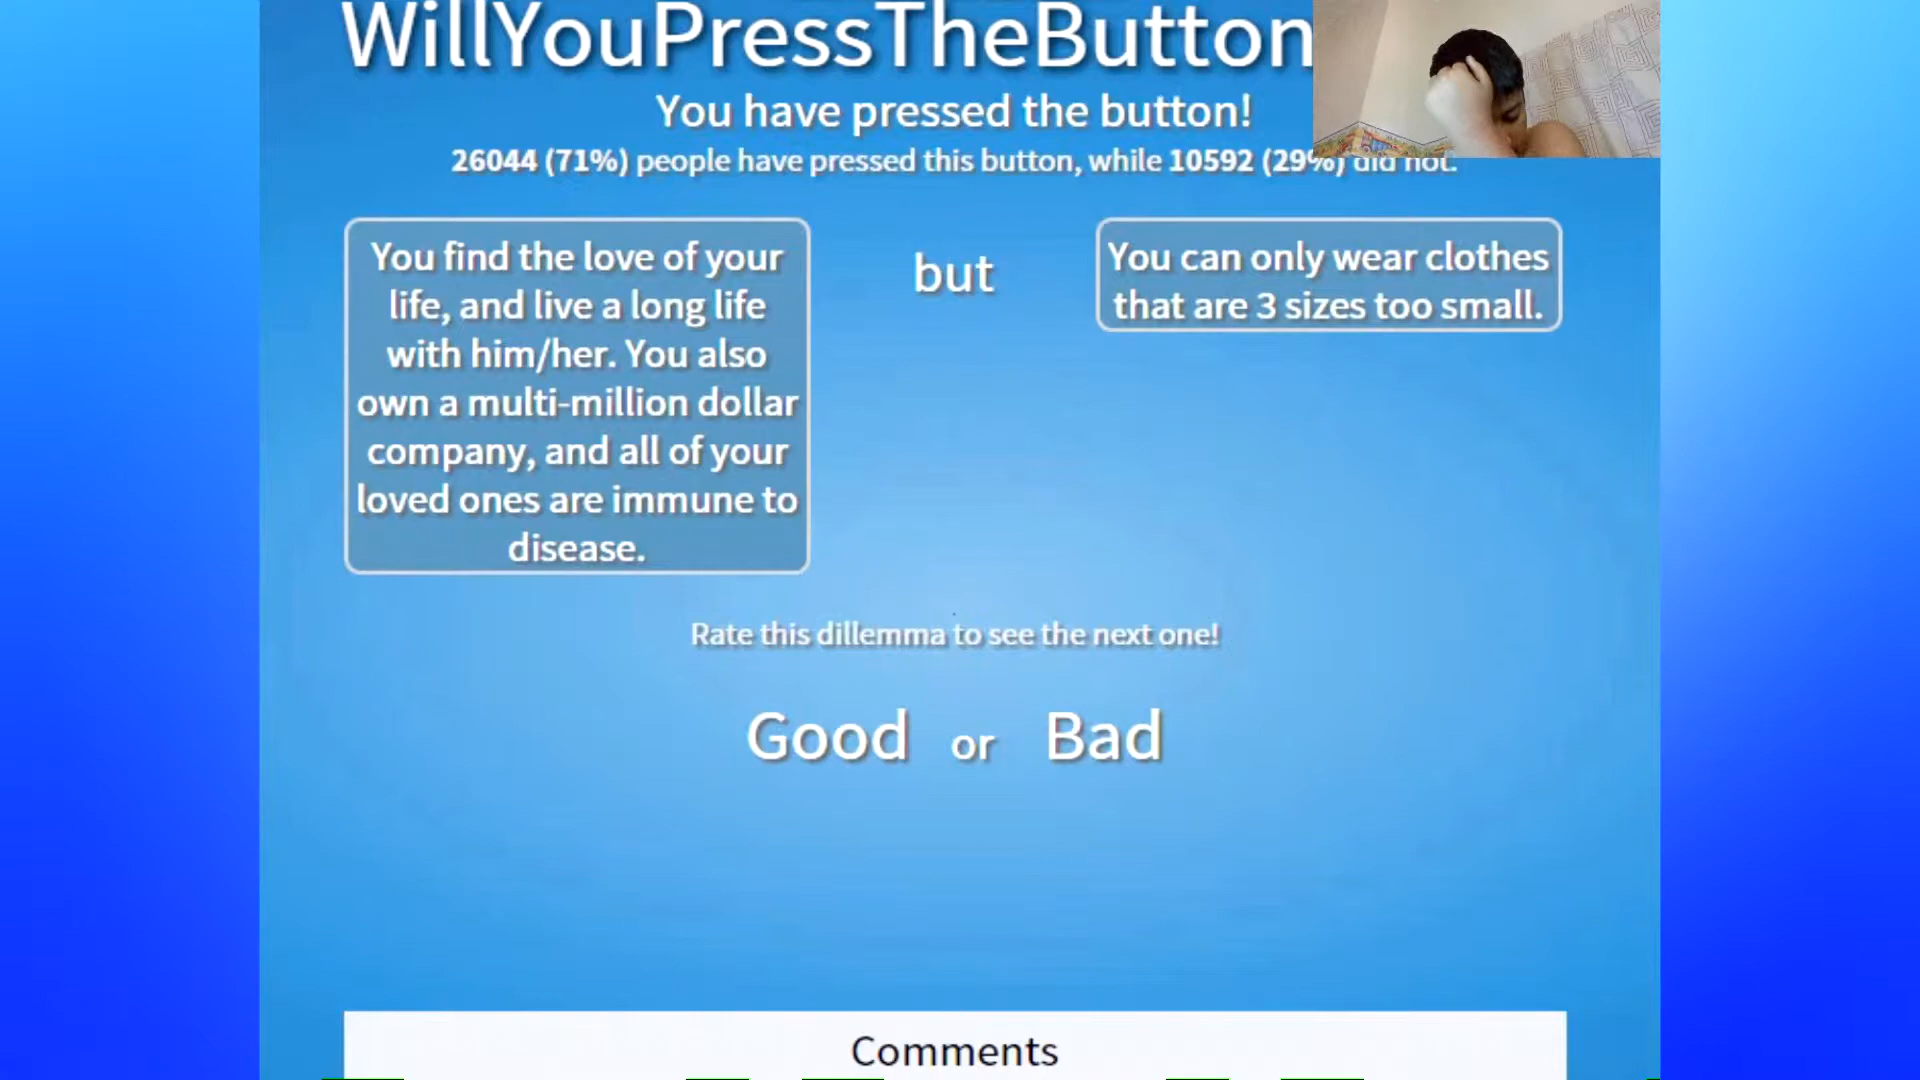 WillYouPressTheButton
You have pressed the button!
26044 (71%) people have pressed this button, while 10592 (29%) did not.
You find the love of your
life, and live a long life
with him/her. You also
own a multi-million dollar
company, and all of your
loved ones are immune to
disease.
but
You can only wear clothes
that are 3 sizes too small.
Rate this dillemma to see the next one!
Good or Bad
Comments